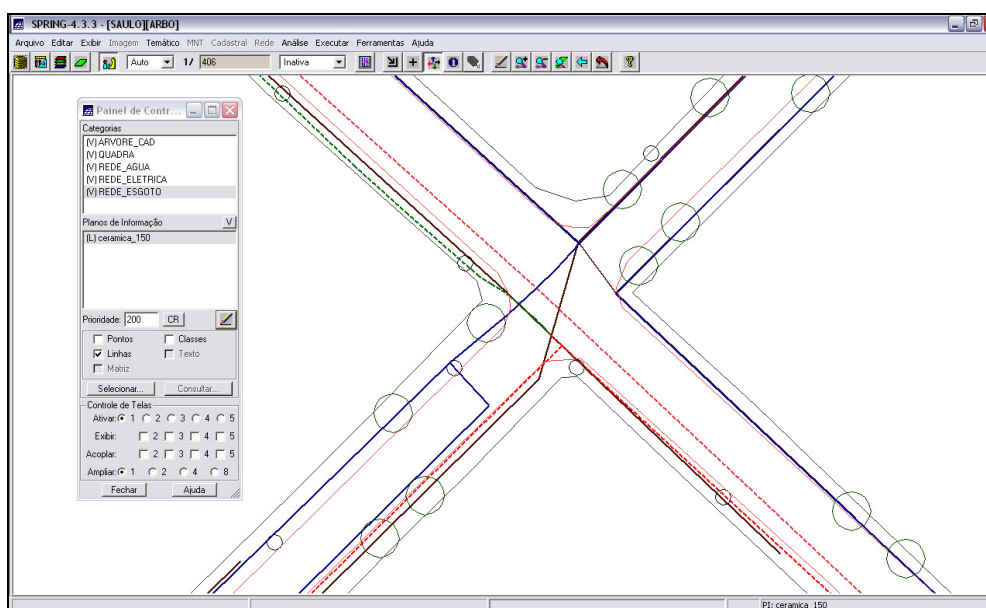 SPRING-4.3.3 - [SAULO][ARBO]
Arquivo Editar Exibir Imagem Temático MNT Cadastral Rede Análise Executar Ferramentas Ajuda
Auto 1/ 406 Inativa
Painel de Contr...
Categorias
(V) ARVORE_CAD
(V) QUADRA
(V) REDE_AGUA
(V) REDE_ELETRICA
(V) REDE_ESGOTO
Planos de Informação V
(L) ceramica_150
Prioridade: 200 CR
Pontos Classes
Linhas Texto
Matriz
Selecionar... Consultar...
Controle de Telas
Ativar: 1 2 3 4 5
Exibir: 2 3 4 5
Acoplar: 2 3 4 5
Ampliar: 1 2 4 8
Fechar Ajuda
PI: ceramica_150